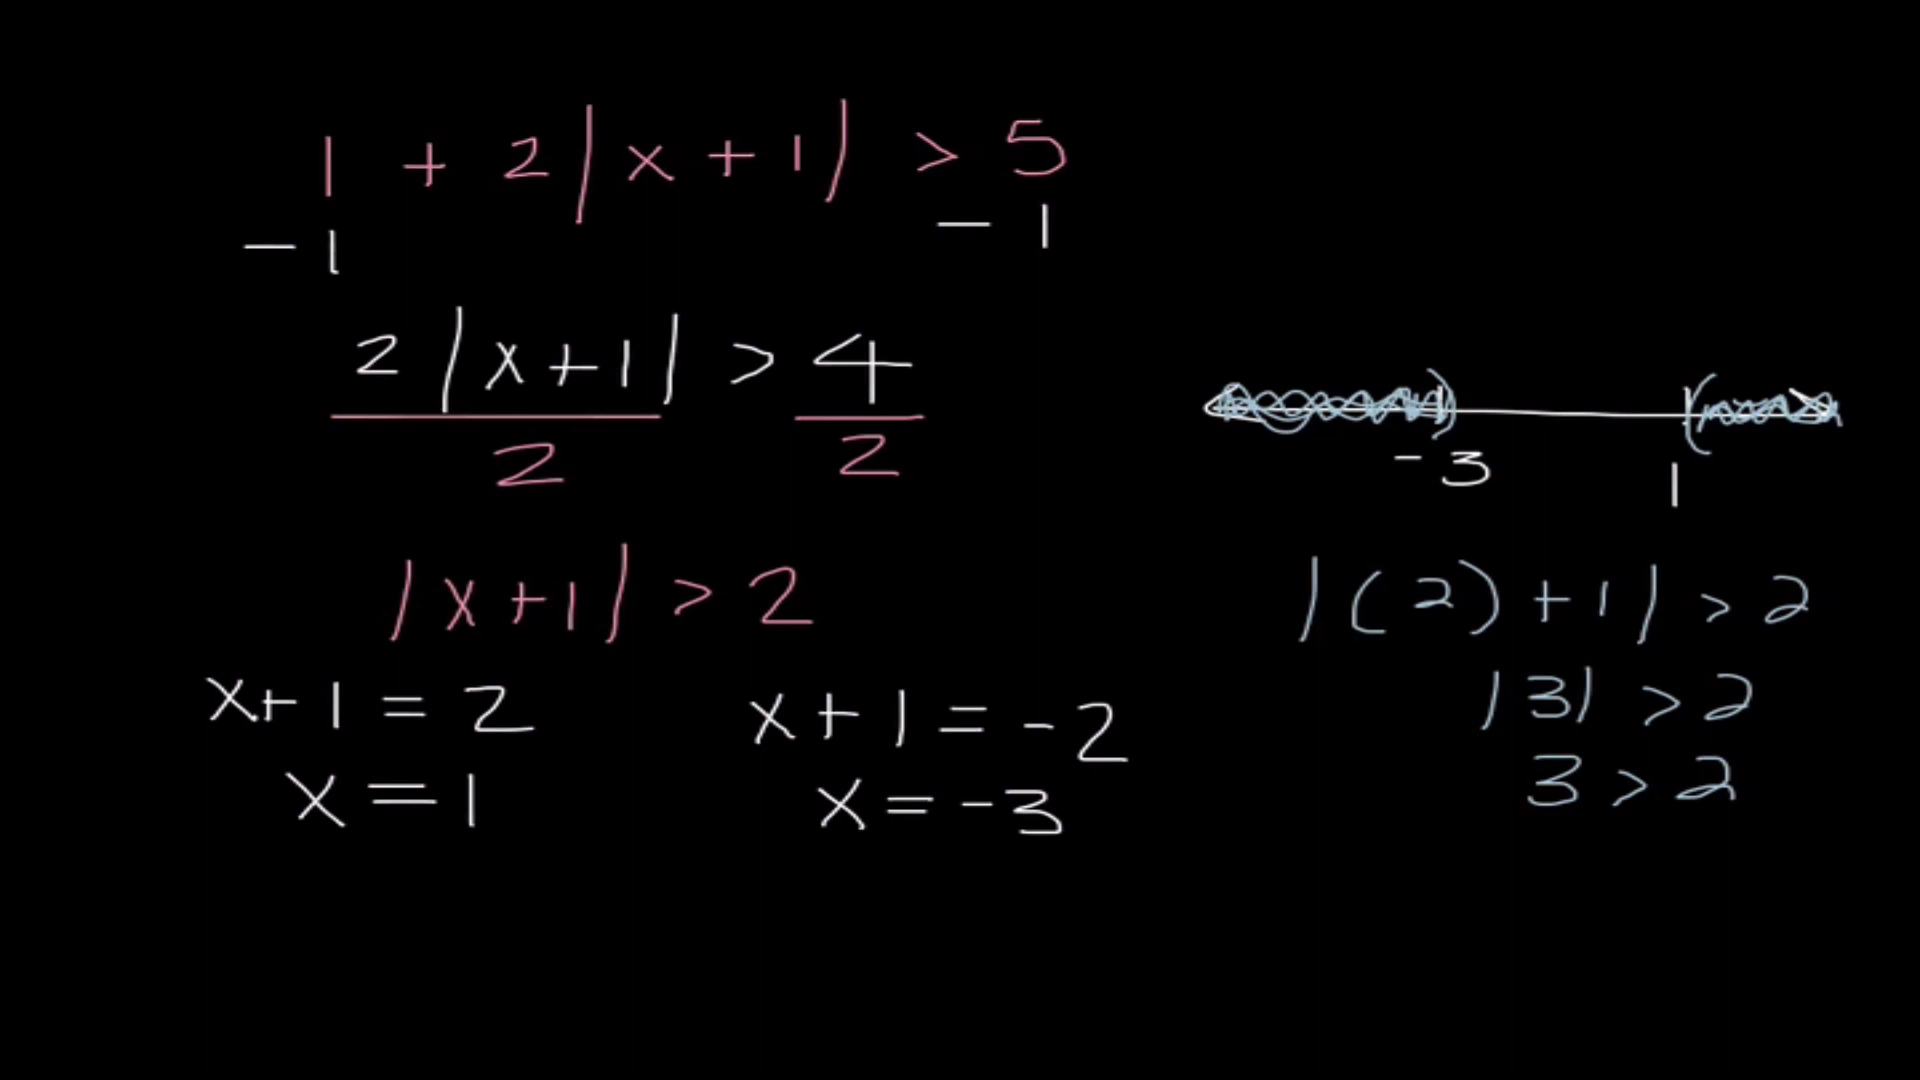 1 + 2|x + 1| > 5
- 1 - 1
2|x+1| > 4
2 2
|x+1| > 2
x+1 = 2
x = 1
x+1 = -2
x = -3
- 3 1
|(2) + 1| > 2
|3| > 2
3 > 2